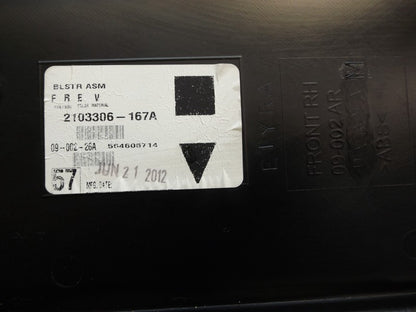 BLSTR ASM
F R E V
2103306-167A
09-002-26A 564608714
57 MFG.DATE JUN 21 2012
FRONT RH
09-002 AR
M
>ABS<